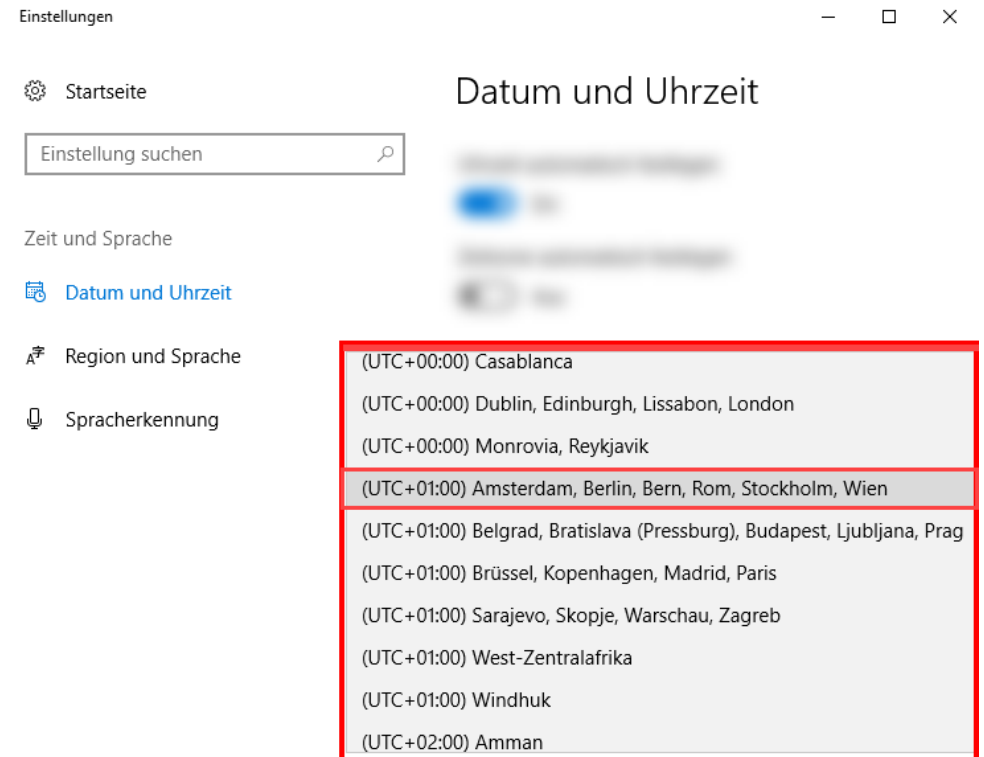 Einstellungen
Startseite
Einstellung suchen
Zeit und Sprache
Datum und Uhrzeit
Region und Sprache
Spracherkennung
Datum und Uhrzeit
(UTC+00:00) Casablanca
(UTC+00:00) Dublin, Edinburgh, Lissabon, London
(UTC+00:00) Monrovia, Reykjavik
(UTC+01:00) Amsterdam, Berlin, Bern, Rom, Stockholm, Wien
(UTC+01:00) Belgrad, Bratislava (Pressburg), Budapest, Ljubljana, Prag
(UTC+01:00) Brüssel, Kopenhagen, Madrid, Paris
(UTC+01:00) Sarajevo, Skopje, Warschau, Zagreb
(UTC+01:00) West-Zentralafrika
(UTC+01:00) Windhuk
(UTC+02:00) Amman